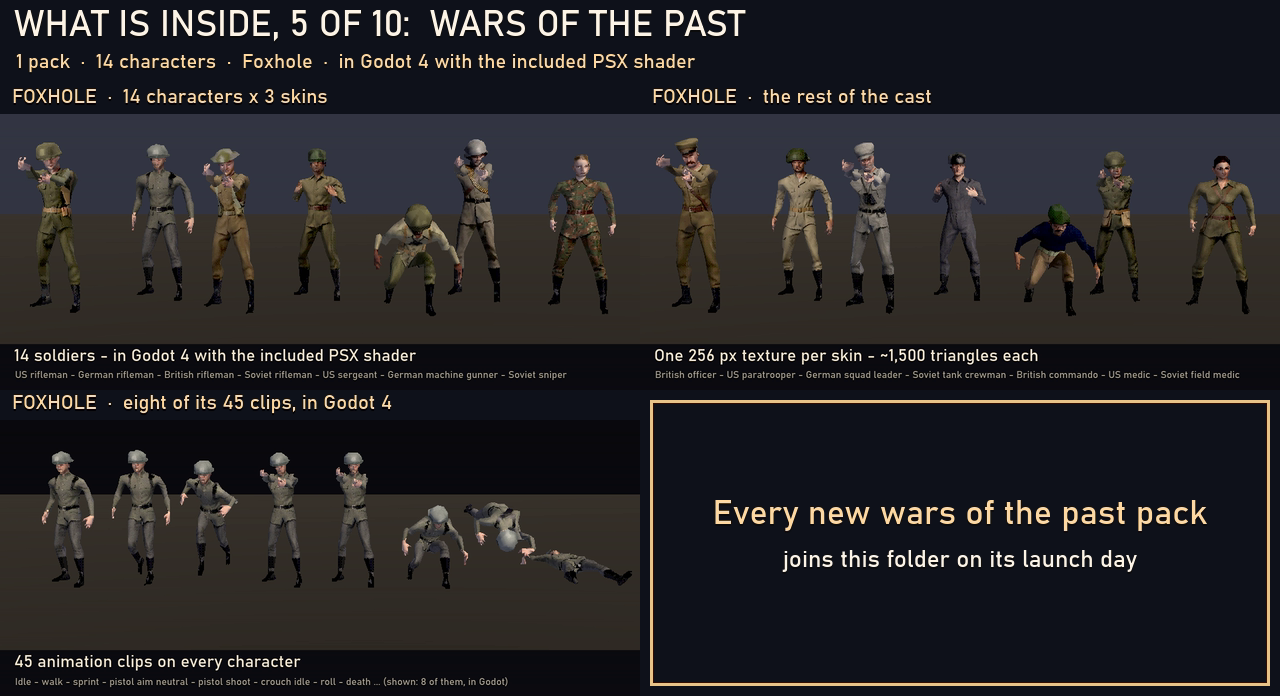 WHAT IS INSIDE, 5 OF 10: WARS OF THE PAST
1 pack · 14 characters · Foxhole · in Godot 4 with the included PSX shader
FOXHOLE · 14 characters x 3 skins
FOXHOLE · the rest of the cast
14 soldiers - in Godot 4 with the included PSX shader
US rifleman - German rifleman - British rifleman - Soviet rifleman - US sergeant - German machine gunner - Soviet sniper
One 256 px texture per skin - ~1,500 triangles each
British officer - US paratrooper - German squad leader - Soviet tank crewman - British commando - US medic - Soviet field medic
FOXHOLE · eight of its 45 clips, in Godot 4
45 animation clips on every character
Idle - walk - sprint - pistol aim neutral - pistol shoot - crouch idle - roll - death ... (shown: 8 of them, in Godot)
Every new wars of the past pack
joins this folder on its launch day